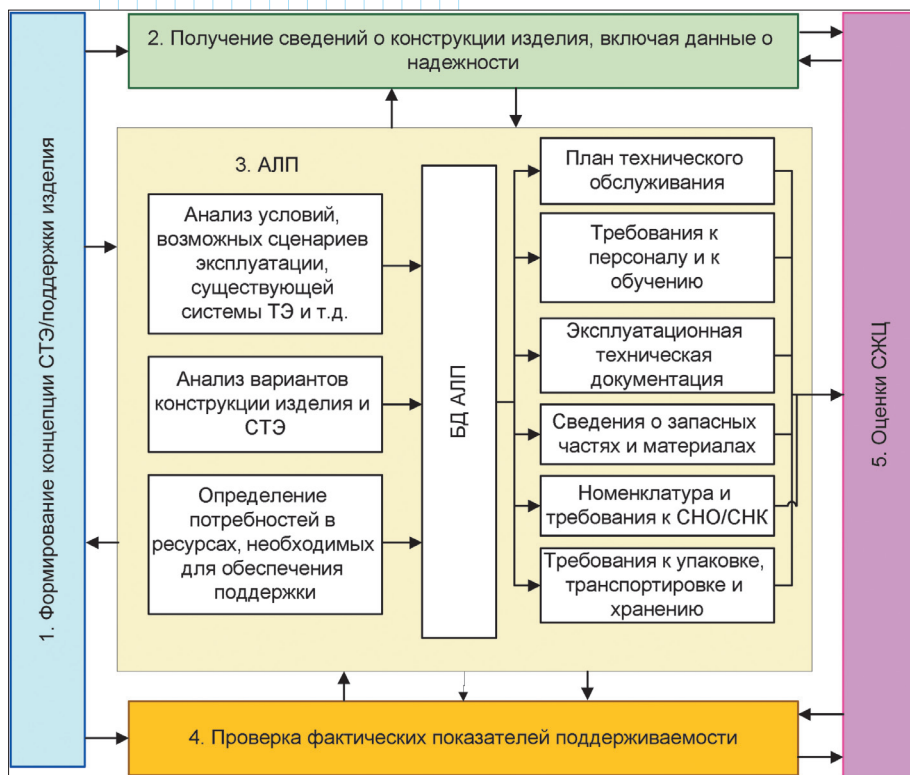 1. Формирование концепции СТЭ/поддержки изделия
2. Получение сведений о конструкции изделия, включая данные о
надежности
3. АЛП
Анализ условий,
возможных сценариев
эксплуатации,
существующей
системы ТЭ и т.д.
Анализ вариантов
конструкции изделия и
СТЭ
Определение
потребностей в
ресурсах, необходимых
для обеспечения
поддержки
БД АЛП
План технического
обслуживания
Требования к
персоналу и к
обучению
Эксплуатационная
техническая
документация
Сведения о запасных
частях и материалах
Номенклатура и
требования к СНО/СНК
Требования к упаковке,
транспортировке и
хранению
4. Проверка фактических показателей поддерживаемости
5. Оценки СЖЦ